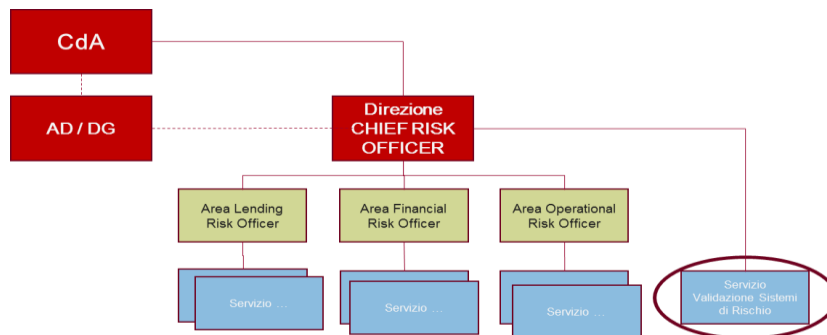 CdA
AD / DG
Direzione
CHIEF RISK
OFFICER
Area Lending
Risk Officer
Area Financial
Risk Officer
Area Operational
Risk Officer
Servizio ...
Servizio ...
Servizio ...
Servizio
Validazione Sistemi
di Rischio